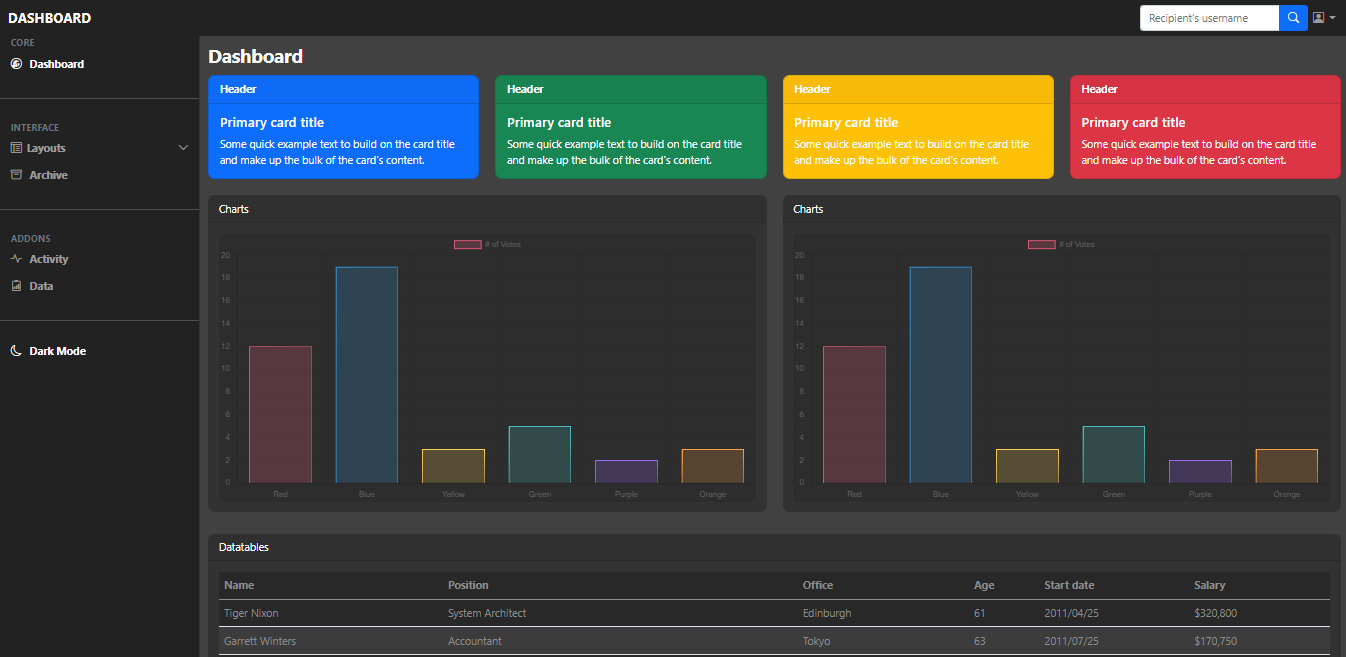 DASHBOARD
Recipient's username
CORE
Dashboard
INTERFACE
Layouts
Archive
ADDONS
Activity
Data
Dark Mode
Dashboard
Header
Primary card title
Some quick example text to build on the card title
and make up the bulk of the card's content.
Header
Primary card title
Some quick example text to build on the card title
and make up the bulk of the card's content.
Header
Primary card title
Some quick example text to build on the card title
and make up the bulk of the card's content.
Header
Primary card title
Some quick example text to build on the card title
and make up the bulk of the card's content.
Charts
# of Votes
20
18
16
14
12
10
8
6
4
2
0
Red Blue Yellow Green Purple Orange
Charts
# of Votes
20
18
16
14
12
10
8
6
4
2
0
Red Blue Yellow Green Purple Orange
Datatables
Name Position Office Age Start date Salary
Tiger Nixon System Architect Edinburgh 61 2011/04/25 $320,800
Garrett Winters Accountant Tokyo 63 2011/07/25 $170,750